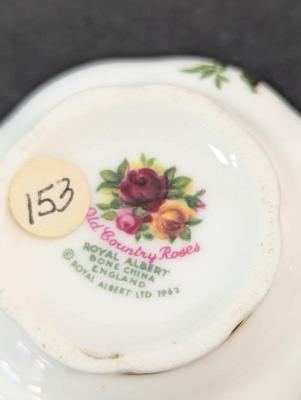 153
Old Country Roses
ROYAL ALBERT
BONE CHINA
ENGLAND
© ROYAL ALBERT LTD 1962